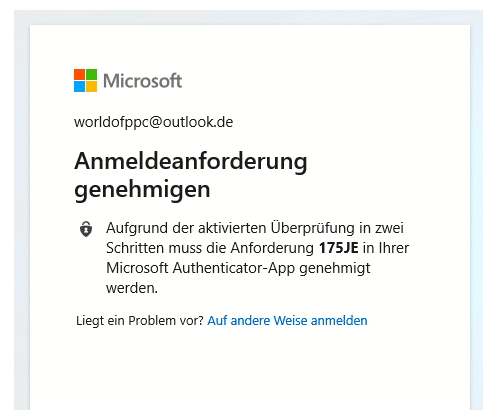 Microsoft
worldofppc@outlook.de
Anmeldeanforderung
genehmigen
Aufgrund der aktivierten Überprüfung in zwei
Schritten muss die Anforderung 175JE in Ihrer
Microsoft Authenticator-App genehmigt
werden.
Liegt ein Problem vor? Auf andere Weise anmelden